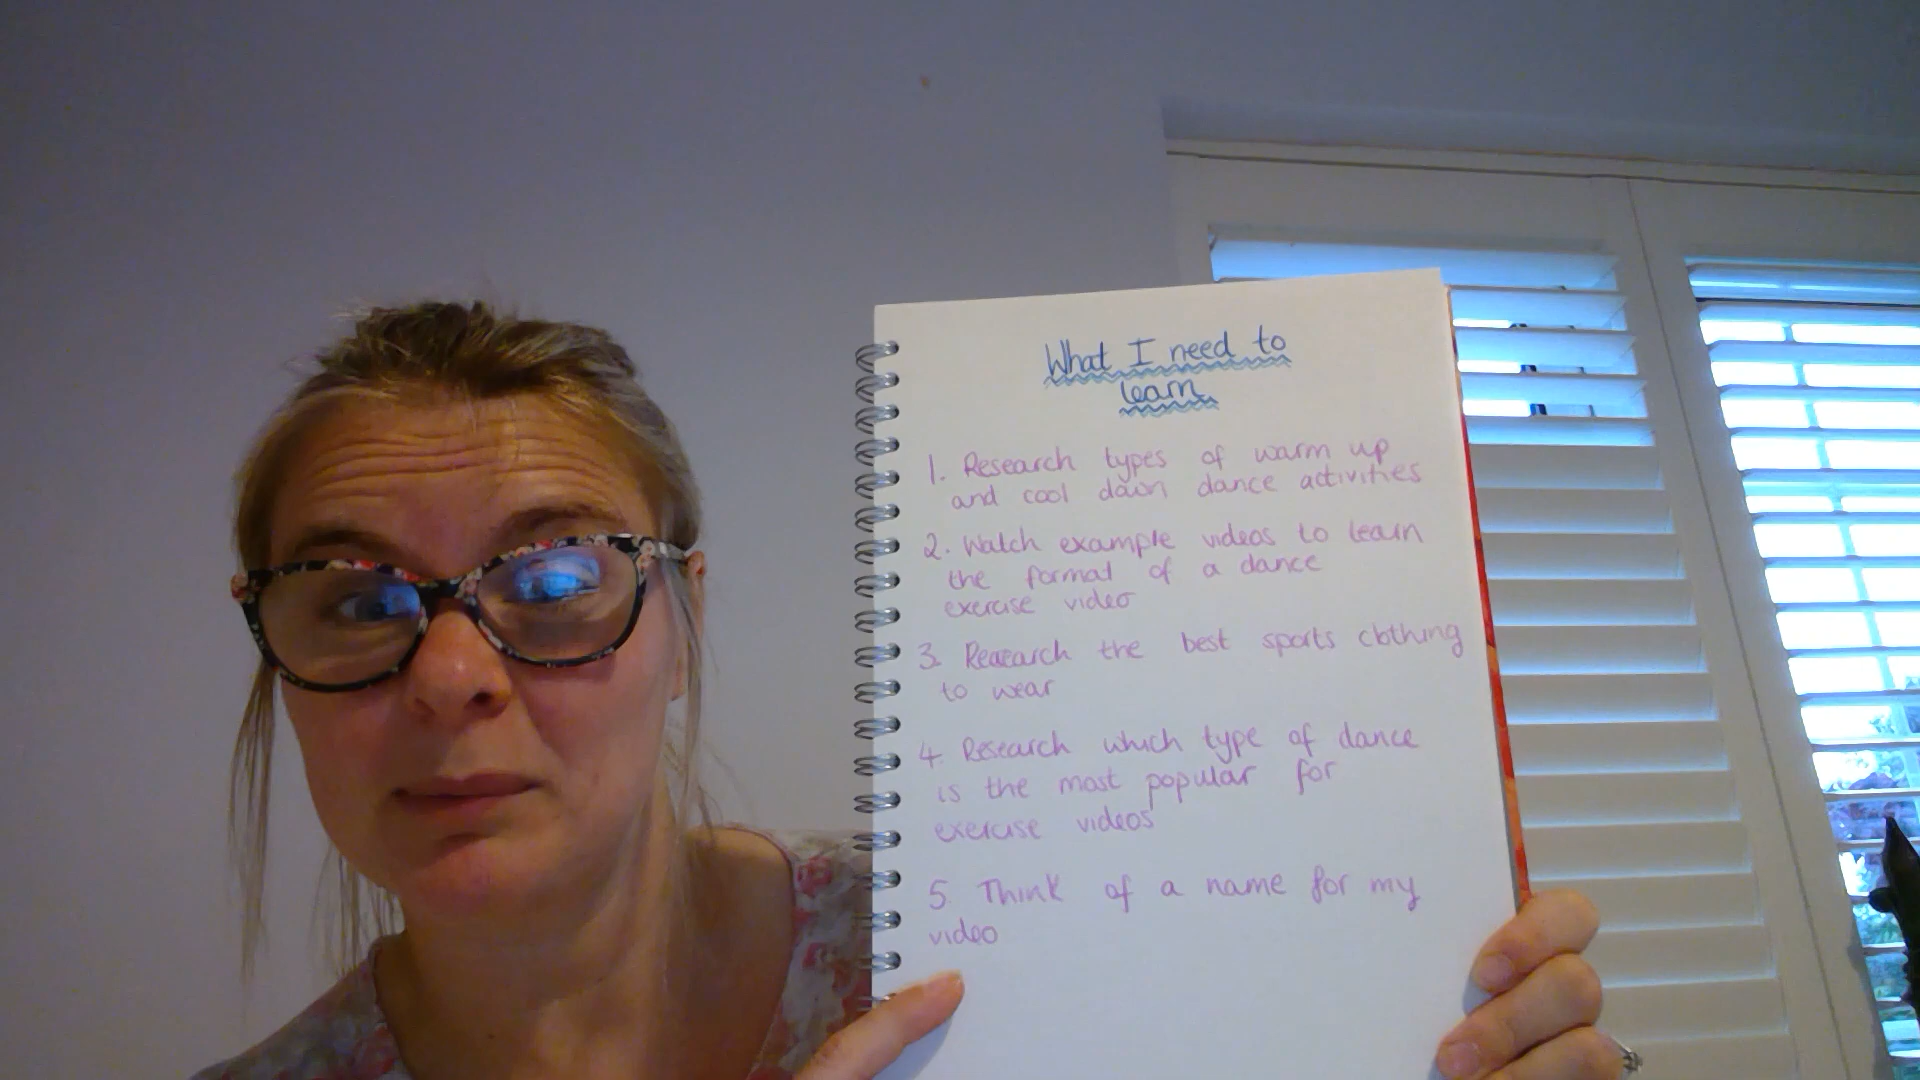 What I need to
learn
1. Research types of warm up
and cool down dance activities
2. Watch example videos to learn
the format of a dance
exercise video
3. Reaearch the best sports clothing
to wear
4. Research which type of dance
is the most popular for
exercise videos
5. Think of a name for my
video